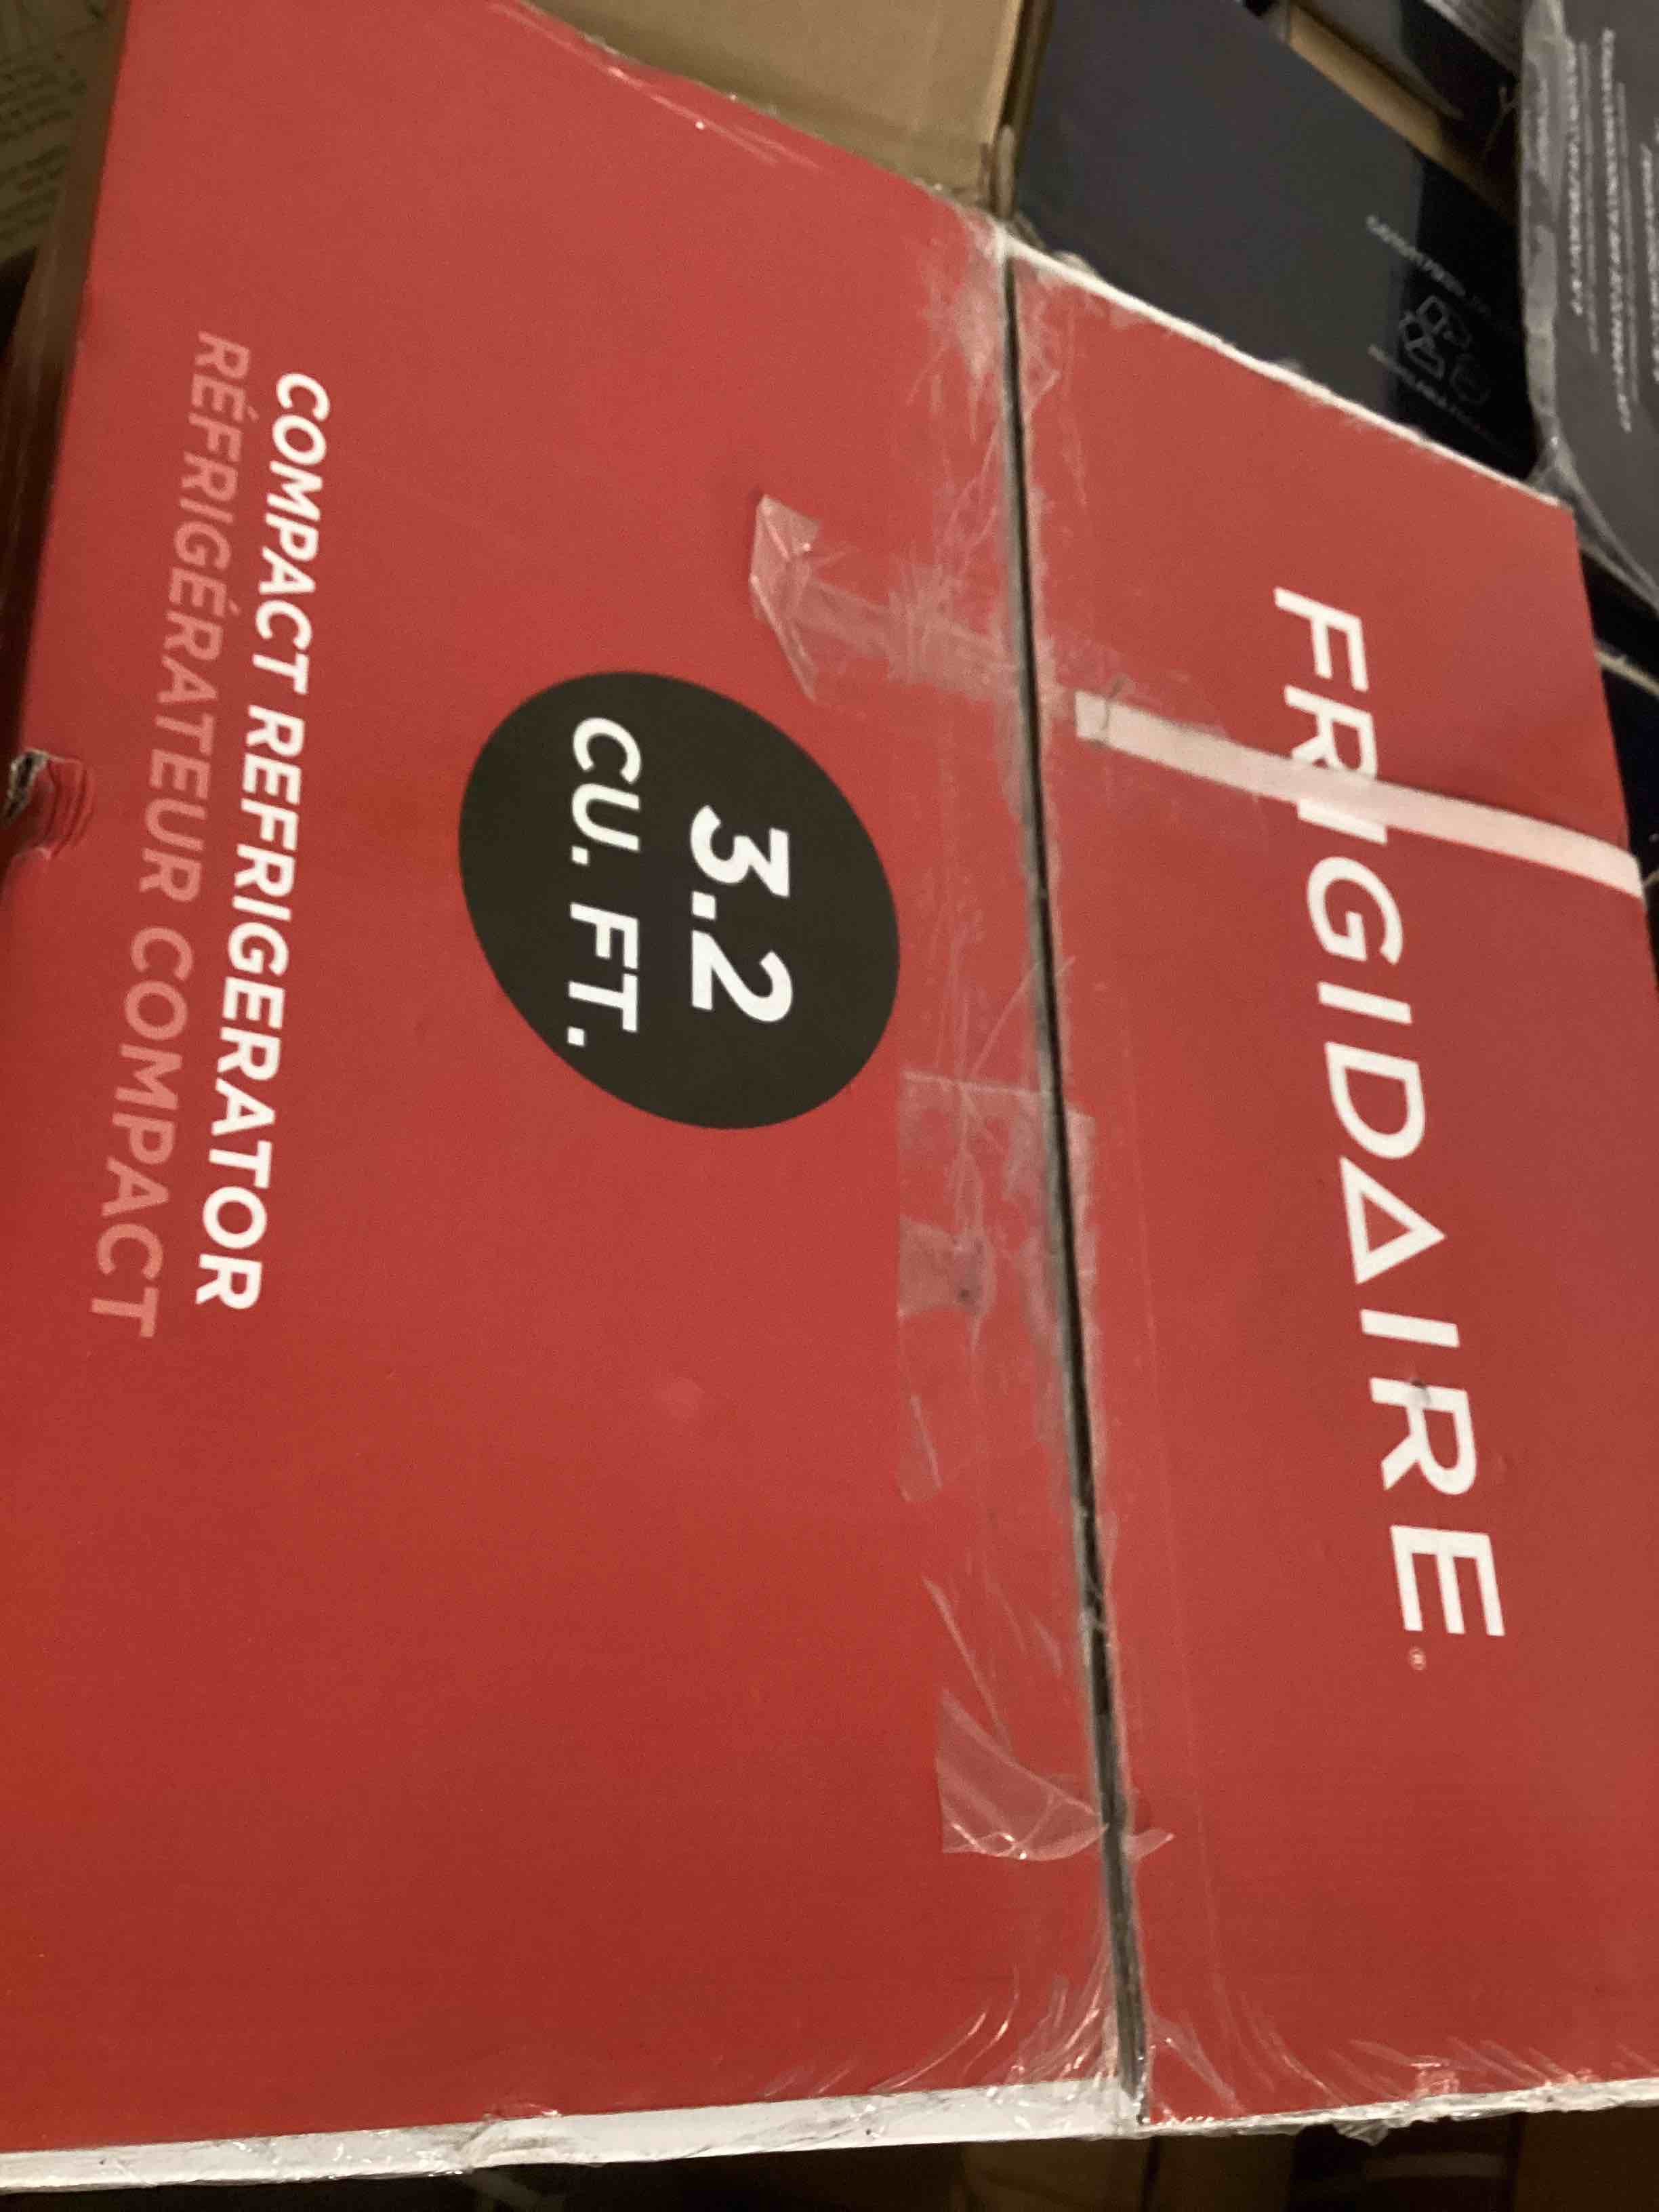 FRIGIDAIRE®
3.2
CU. FT.
COMPACT REFRIGERATOR
RÉFRIGÉRATEUR COMPACT